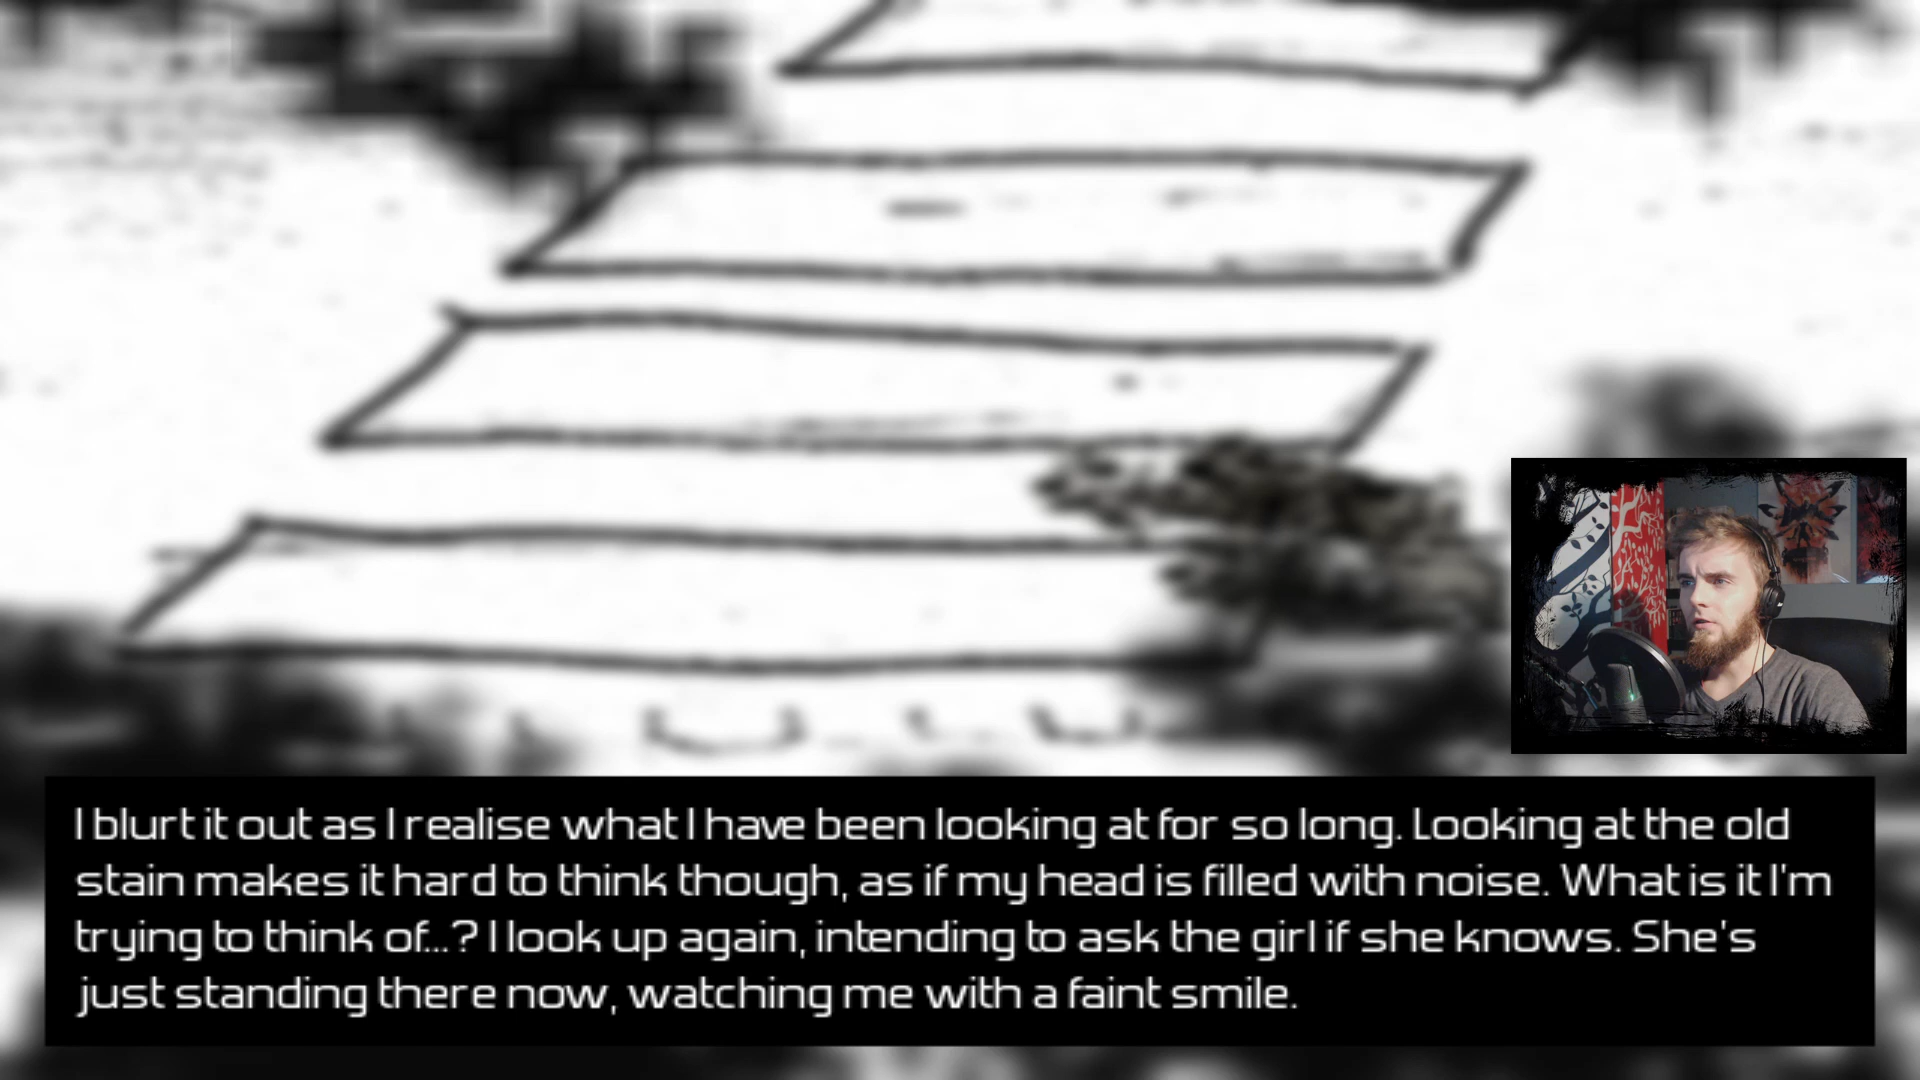 I blurt it out as I realise what I have been looking at for so long. Looking at the old
stain makes it hard to think though, as if my head is filled with noise. What is it I'm
trying to think of...? I look up again, intending to ask the girl if she knows. She's
just standing there now, watching me with a faint smile.